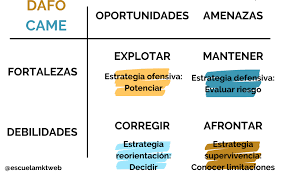 DAFO
CAME
OPORTUNIDADES
AMENAZAS
FORTALEZAS
EXPLOTAR
Estrategia ofensiva:
Potenciar
MANTENER
Estrategia defensiva:
Evaluar riesgo
DEBILIDADES
CORREGIR
Estrategia
reorientación:
Decidir
AFRONTAR
Estrategia
supervivencia:
Conocer limitaciones
@escuelamktweb